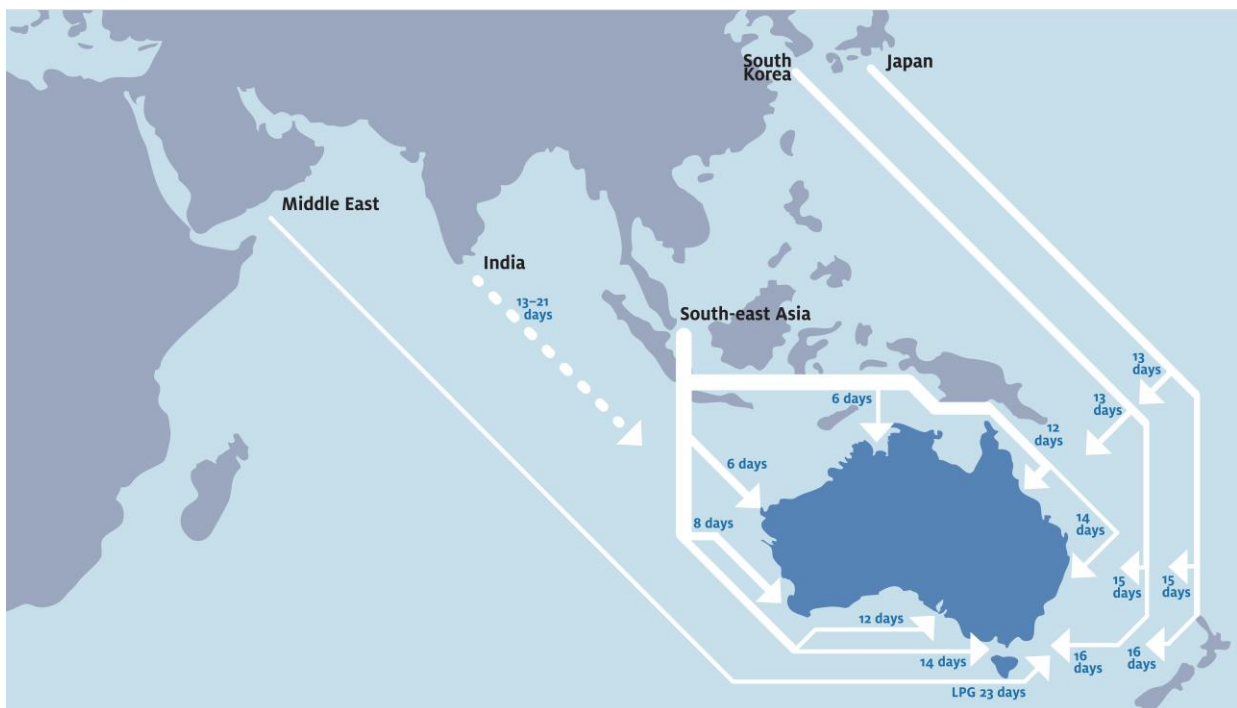 South
Korea
Japan
Middle East
India
13–21
days
South-east Asia
13
days
6 days
13
days
12
days
6 days
8 days
14
days
15
days
15
days
12 days
14 days
16
days
16
days
LPG 23 days